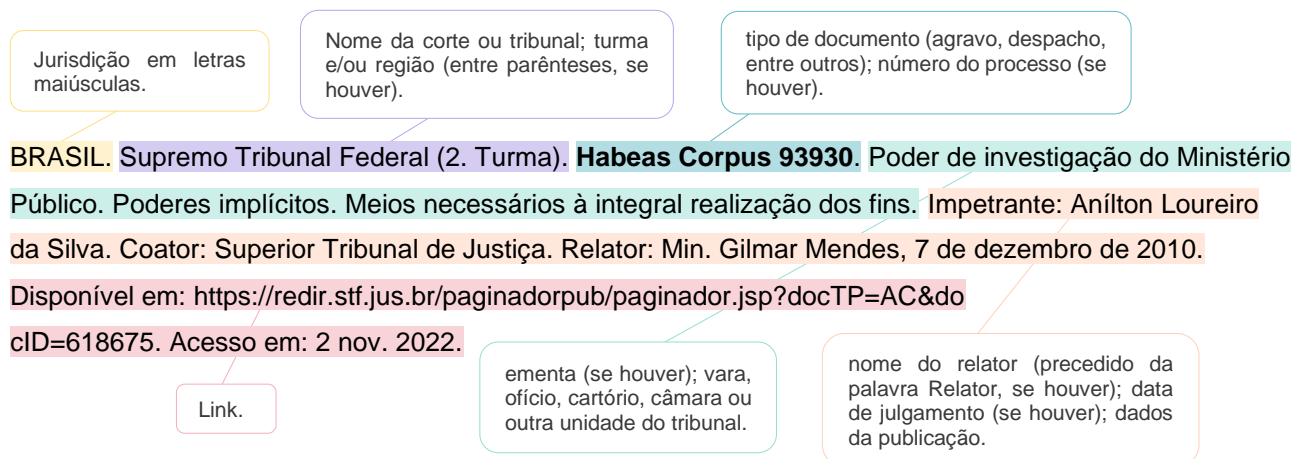 Jurisdição em letras
maiúsculas.
Nome da corte ou tribunal; turma
e/ou região (entre parênteses, se
houver).
tipo de documento (agravo, despacho,
entre outros); número do processo (se
houver).
BRASIL. Supremo Tribunal Federal (2. Turma). Habeas Corpus 93930. Poder de investigação do Ministério
Público. Poderes implícitos. Meios necessários à integral realização dos fins. Impetrante: Anílton Loureiro
da Silva. Coator: Superior Tribunal de Justiça. Relator: Min. Gilmar Mendes, 7 de dezembro de 2010.
Disponível em: https://redir.stf.jus.br/paginadorpub/paginador.jsp?docTP=AC&do
cID=618675. Acesso em: 2 nov. 2022.
Link.
ementa (se houver); vara,
ofício, cartório, câmara ou
outra unidade do tribunal.
nome do relator (precedido da
palavra Relator, se houver); data
de julgamento (se houver); dados
da publicação.